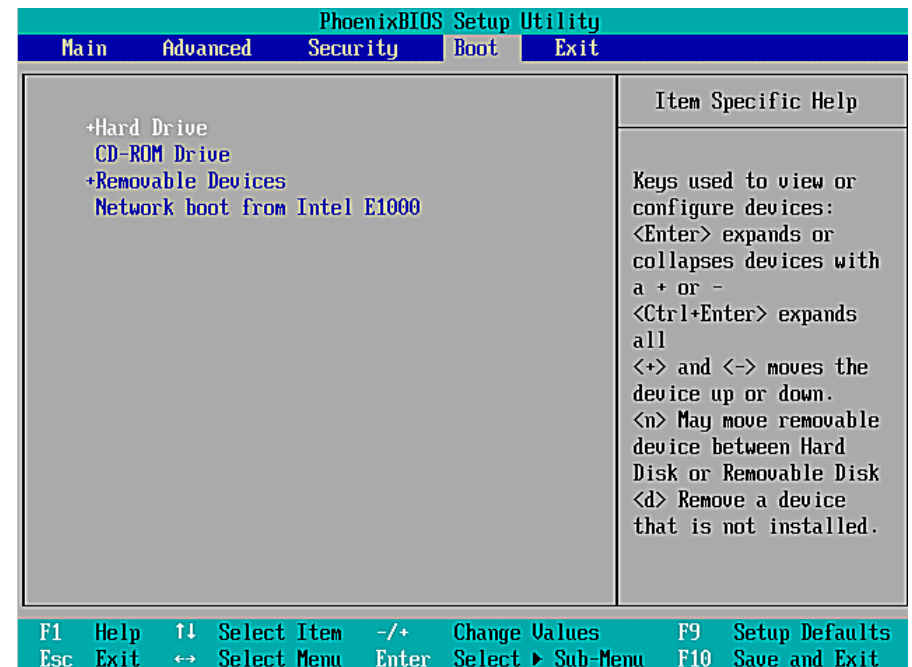 PhoenixBIOS Setup Utility
Main Advanced Security Boot Exit
+Hard Drive
CD-ROM Drive
+Removable Devices
Network boot from Intel E1000
Item Specific Help
Keys used to view or
configure devices:
<Enter> expands or
collapses devices with
a + or -
<Ctrl+Enter> expands
all
<+> and <-> moves the
device up or down.
<n> May move removable
device between Hard
Disk or Removable Disk
<d> Remove a device
that is not installed.
F1 Help ↑↓ Select Item -/+ Change Values F9 Setup Defaults
Esc Exit ↔ Select Menu Enter Select ▶ Sub-Menu F10 Save and Exit